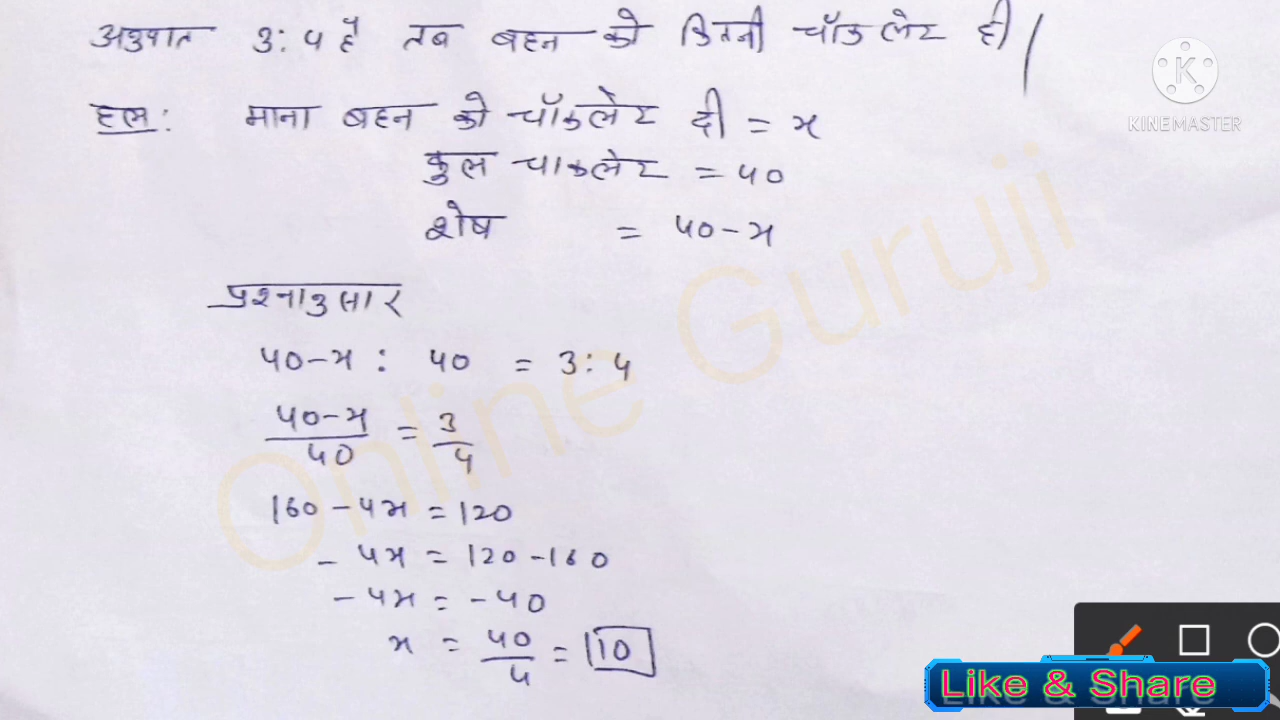 अनुपात 3:4 है तब बहन को कितनी चॉकलेट दी /
हल: माना बहन को चॉकलेट दी = x
कुल चाकलेट = 40
शेष = 40-x
प्रश्नानुसार
40-x : 40 = 3:4
40-x/40 = 3/4
160-4x = 120
-4x = 120-160
-4x = -40
x = 40/4 = 10
Online Guruji
K
KINEMASTER
Like & Share